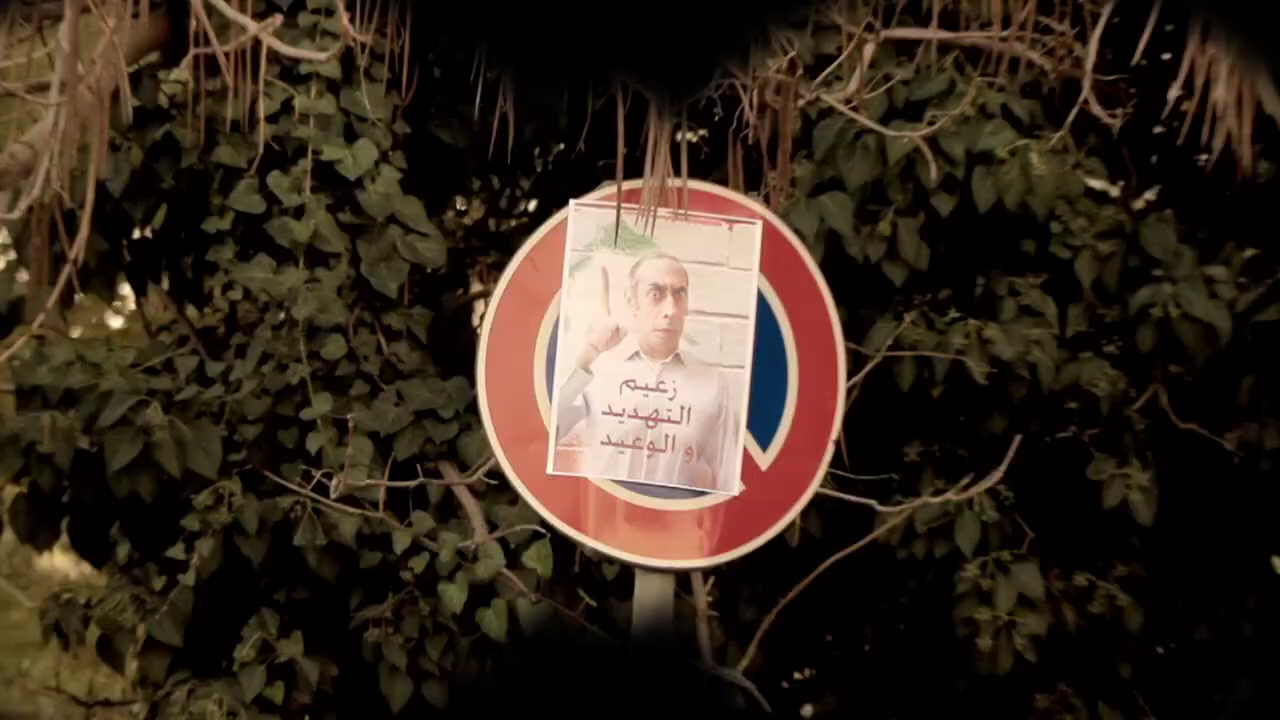 زعيم
التهديد
و الوعيد